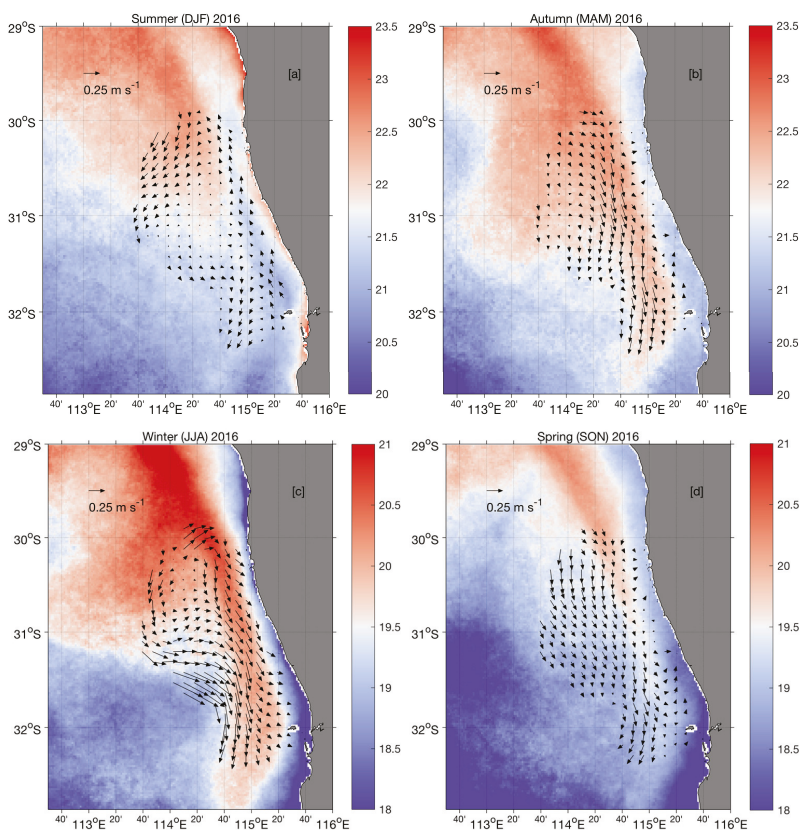 Summer (DJF) 2016
29°S
30°S
31°S
32°S
0.25 m s⁻¹
[a]
40' 113°E 20' 40' 114°E 20' 40' 115°E 20' 40' 116°E
23.5
23
22.5
22
21.5
21
20.5
20
Autumn (MAM) 2016
29°S
30°S
31°S
32°S
0.25 m s⁻¹
[b]
40' 113°E 20' 40' 114°E 20' 40' 115°E 20' 40' 116°E
23.5
23
22.5
22
21.5
21
20.5
20
Winter (JJA) 2016
29°S
30°S
31°S
32°S
0.25 m s⁻¹
[c]
40' 113°E 20' 40' 114°E 20' 40' 115°E 20' 40' 116°E
21
20.5
20
19.5
19
18.5
18
Spring (SON) 2016
29°S
30°S
31°S
32°S
0.25 m s⁻¹
[d]
40' 113°E 20' 40' 114°E 20' 40' 115°E 20' 40' 116°E
21
20.5
20
19.5
19
18.5
18